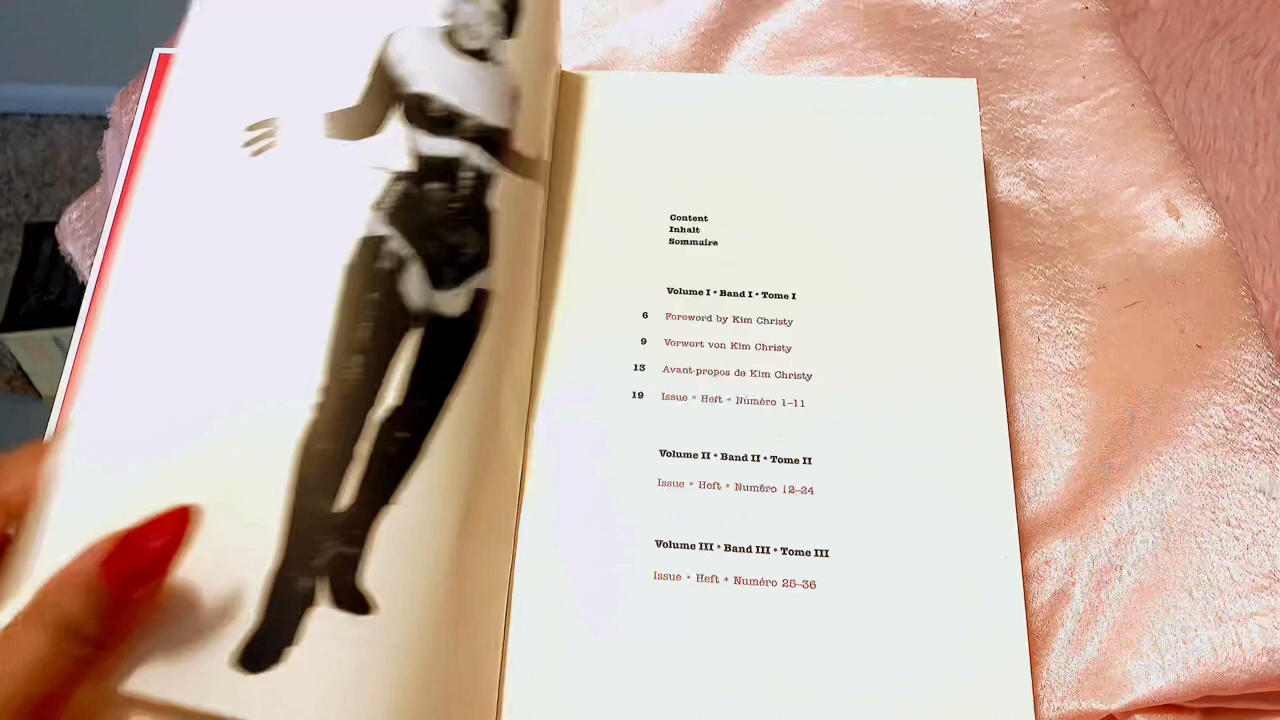 Content
Inhalt
Sommaire
Volume I • Band I • Tome I
6 Foreword by Kim Christy
9 Vorwort von Kim Christy
13 Avant-propos de Kim Christy
19 Issue • Heft • Numéro 1–11
Volume II • Band II • Tome II
Issue • Heft • Numéro 12–24
Volume III • Band III • Tome III
Issue • Heft • Numéro 25–36